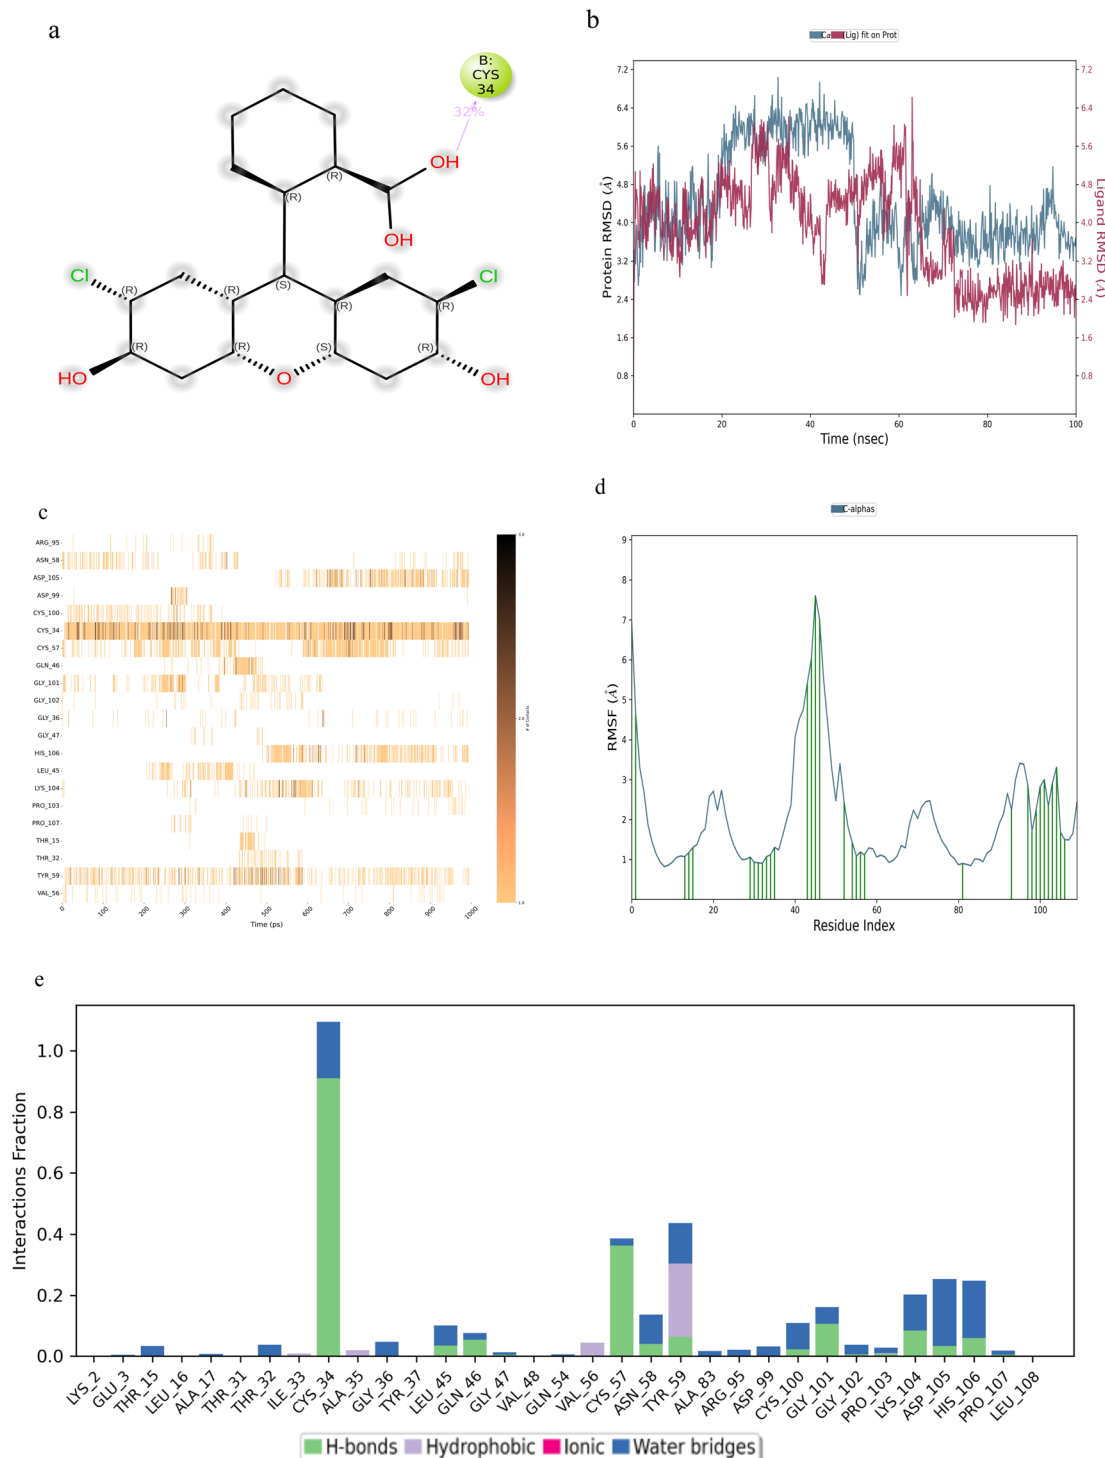 a
B:
CYS
34
32%
OH
(R)
(R)
OH
Cl
(R)
(R)
(S)
(R)
(R)
Cl
(R)
(R)
(S)
(R)
HO
O
OH
b
(Lig) fit on Prot
Protein RMSD (Å)
Ligand RMSD (Å)
7.2
6.4
5.6
4.8
4.0
3.2
2.4
1.6
0.8
7.2
6.4
5.6
4.8
4.0
3.2
2.4
1.6
0.8
0 20 40 60 80 100
Time (nsec)
c
ARG_95
ASN_58
ASP_105
ASP_99
CYS_100
CYS_34
CYS_57
GLN_46
GLY_101
GLY_102
GLY_36
GLY_47
HIS_106
LEU_45
LYS_104
PRO_103
PRO_107
THR_15
THR_32
TYR_59
VAL_56
0 100 200 300 400 500 600 700 800 900 1000
Time (ps)
# of Contacts
d
C-alphas
RMSF (Å)
9
8
7
6
5
4
3
2
1
0 20 40 60 80 100
Residue Index
e
Interactions Fraction
1.0
0.8
0.6
0.4
0.2
0.0
LYS_2 GLU_3 THR_15 LEU_16 ALA_17 THR_31 THR_32 ILE_33 CYS_34 ALA_35 GLY_36 TYR_37 LEU_45 GLN_46 GLY_47 VAL_48 GLN_54 VAL_56 CYS_57 ASN_58 TYR_59 ALA_83 ARG_95 ASP_99 CYS_100 GLY_101 GLY_102 PRO_103 LYS_104 ASP_105 HIS_106 PRO_107 LEU_108
H-bonds Hydrophobic Ionic Water bridges